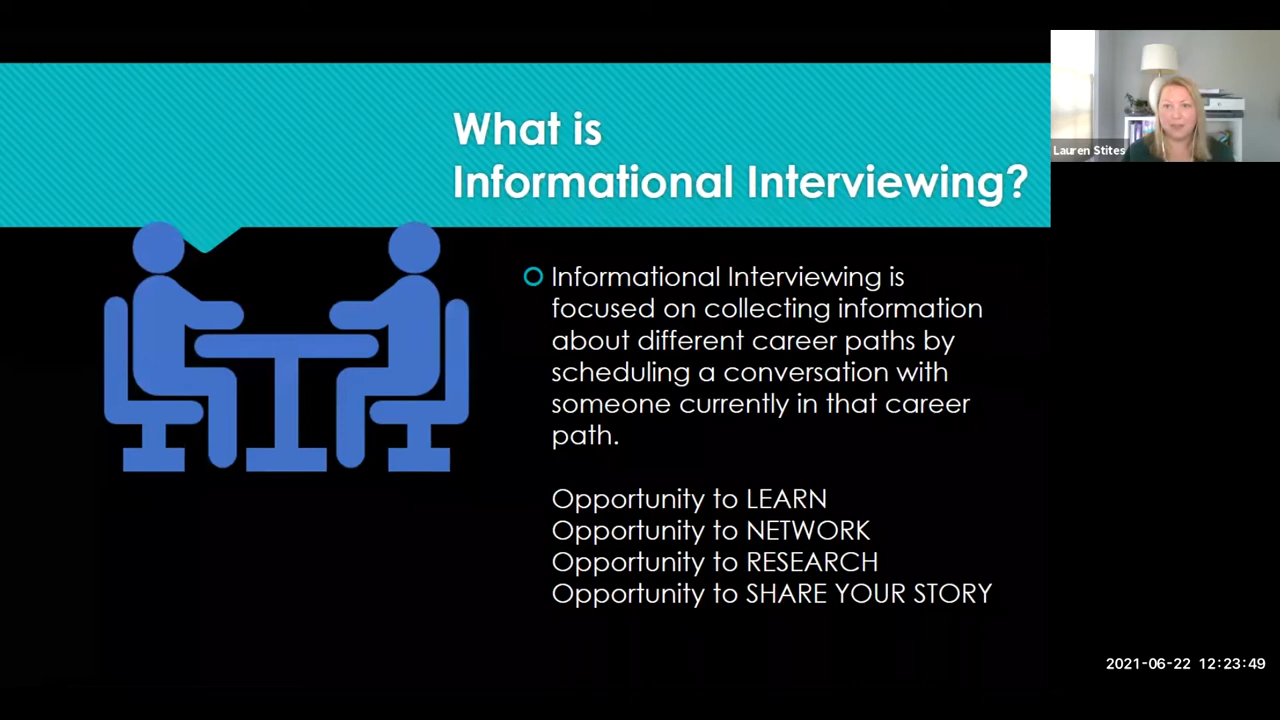 What is
Informational Interviewing?
Lauren Stites
Informational Interviewing is
focused on collecting information
about different career paths by
scheduling a conversation with
someone currently in that career
path.
Opportunity to LEARN
Opportunity to NETWORK
Opportunity to RESEARCH
Opportunity to SHARE YOUR STORY
2021-06-22 12:23:49